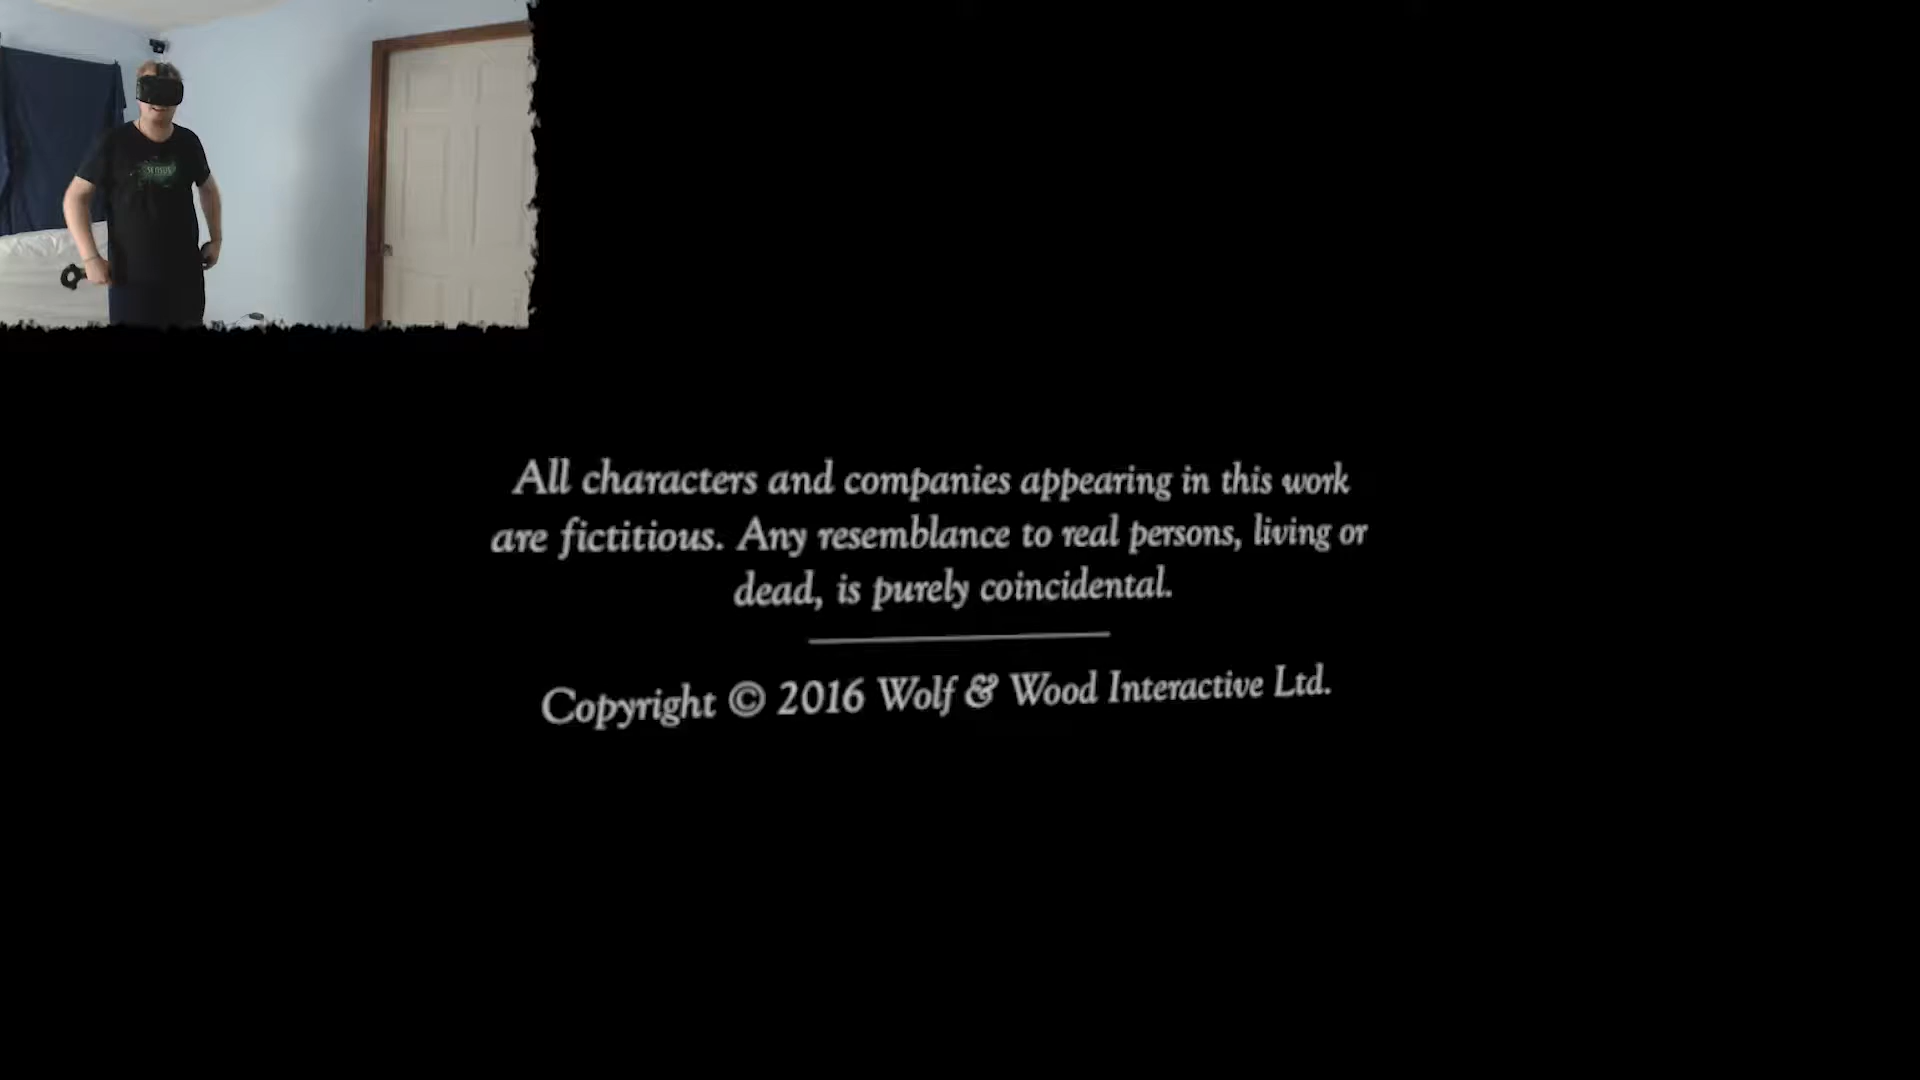 SENSUS
All characters and companies appearing in this work
are fictitious. Any resemblance to real persons, living or
dead, is purely coincidental.
Copyright © 2016 Wolf & Wood Interactive Ltd.